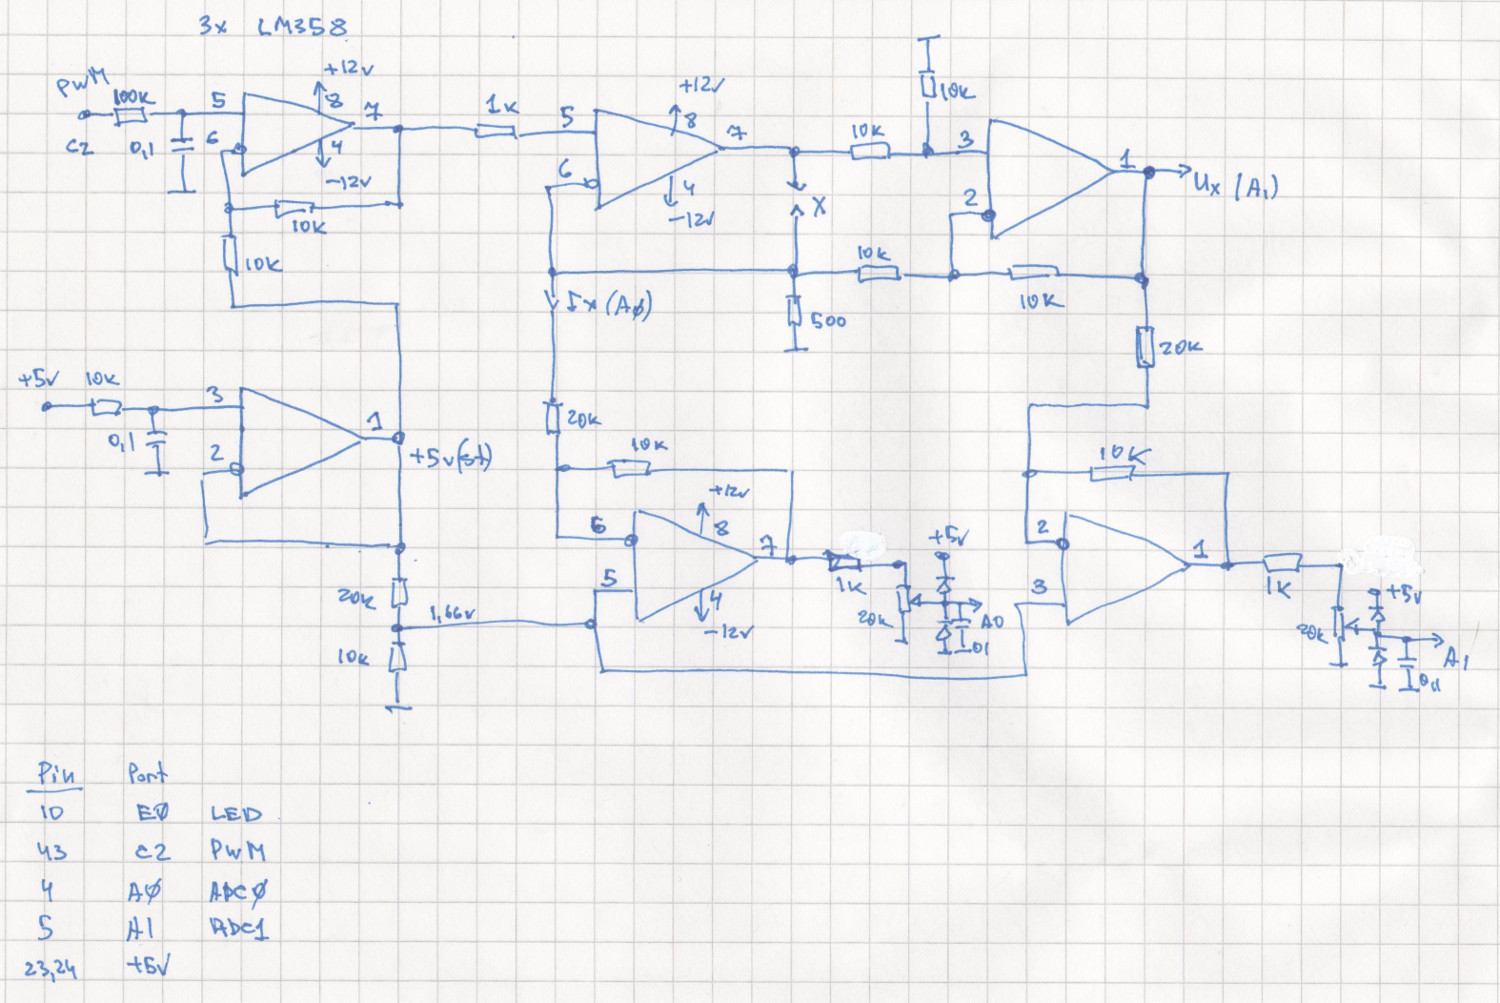 3x LM358
PWM
100K
C2
0,1
5
6
+12V
8
7
4
-12V
10K
10K
1K
5
6
+12V
8
7
4
-12V
X
10K
10K
3
2
1
Ux (A1)
10K
10K
500
Ix (Aø)
20K
+5V
10K
0,1
3
2
1
+5V(st)
20K
1,66V
10K
20K
10K
6
5
+12V
8
7
4
-12V
1K
+5V
20K
A0
01
10K
2
3
1
1K
+5V
20K
A1
0,1
Pin Port
10 EØ LED
43 C2 PWM
4 AØ ADCØ
5 A1 ADC1
23,24 +5V